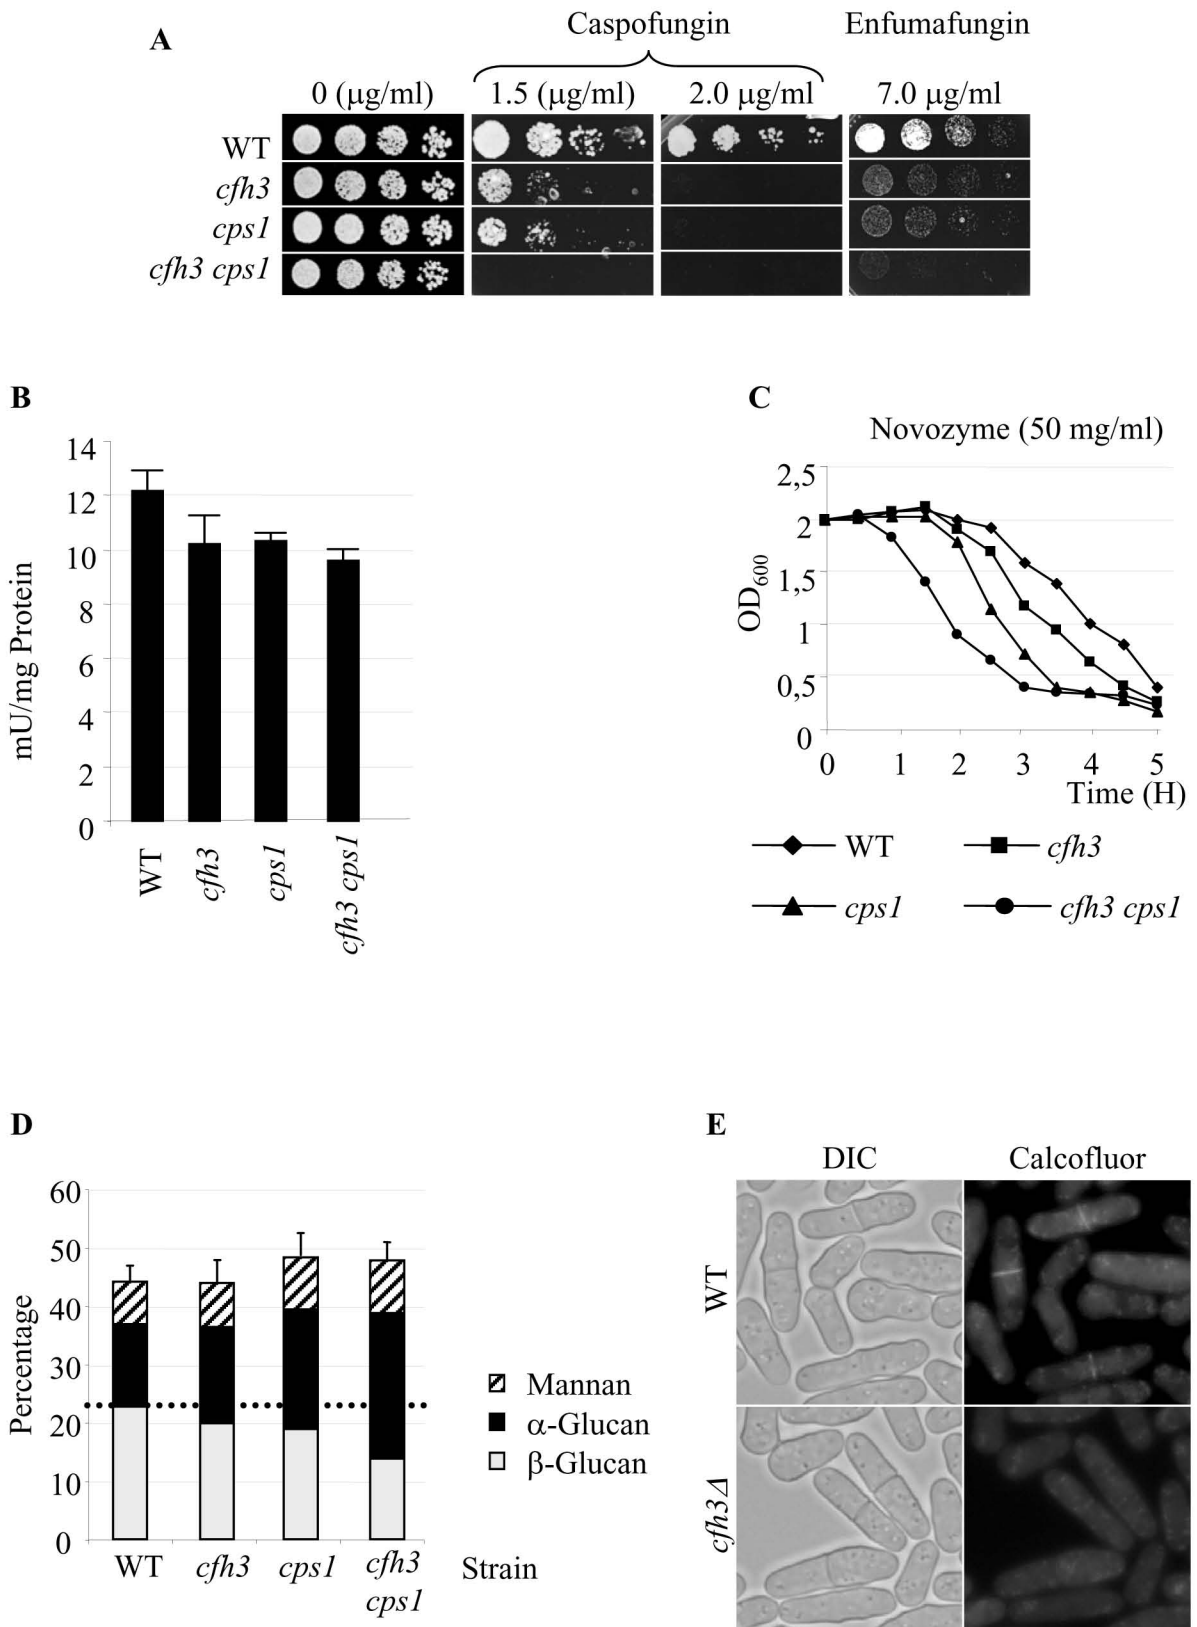 A
Caspofungin
Enfumafungin
0 (µg/ml)
1.5 (µg/ml)
2.0 µg/ml
7.0 µg/ml
WT
cfh3
cps1
cfh3 cps1
B
mU/mg Protein
14
12
10
8
6
4
2
0
WT
cfh3
cps1
cfh3 cps1
C
Novozyme (50 mg/ml)
OD600
2,5
2
1,5
1
0,5
0
0 1 2 3 4 5
Time (H)
WT
cfh3
cps1
cfh3 cps1
D
Percentage
60
50
40
30
20
10
0
WT
cfh3
cps1
cfh3
cps1
Strain
Mannan
α-Glucan
β-Glucan
E
DIC
Calcofluor
WT
cfh3Δ